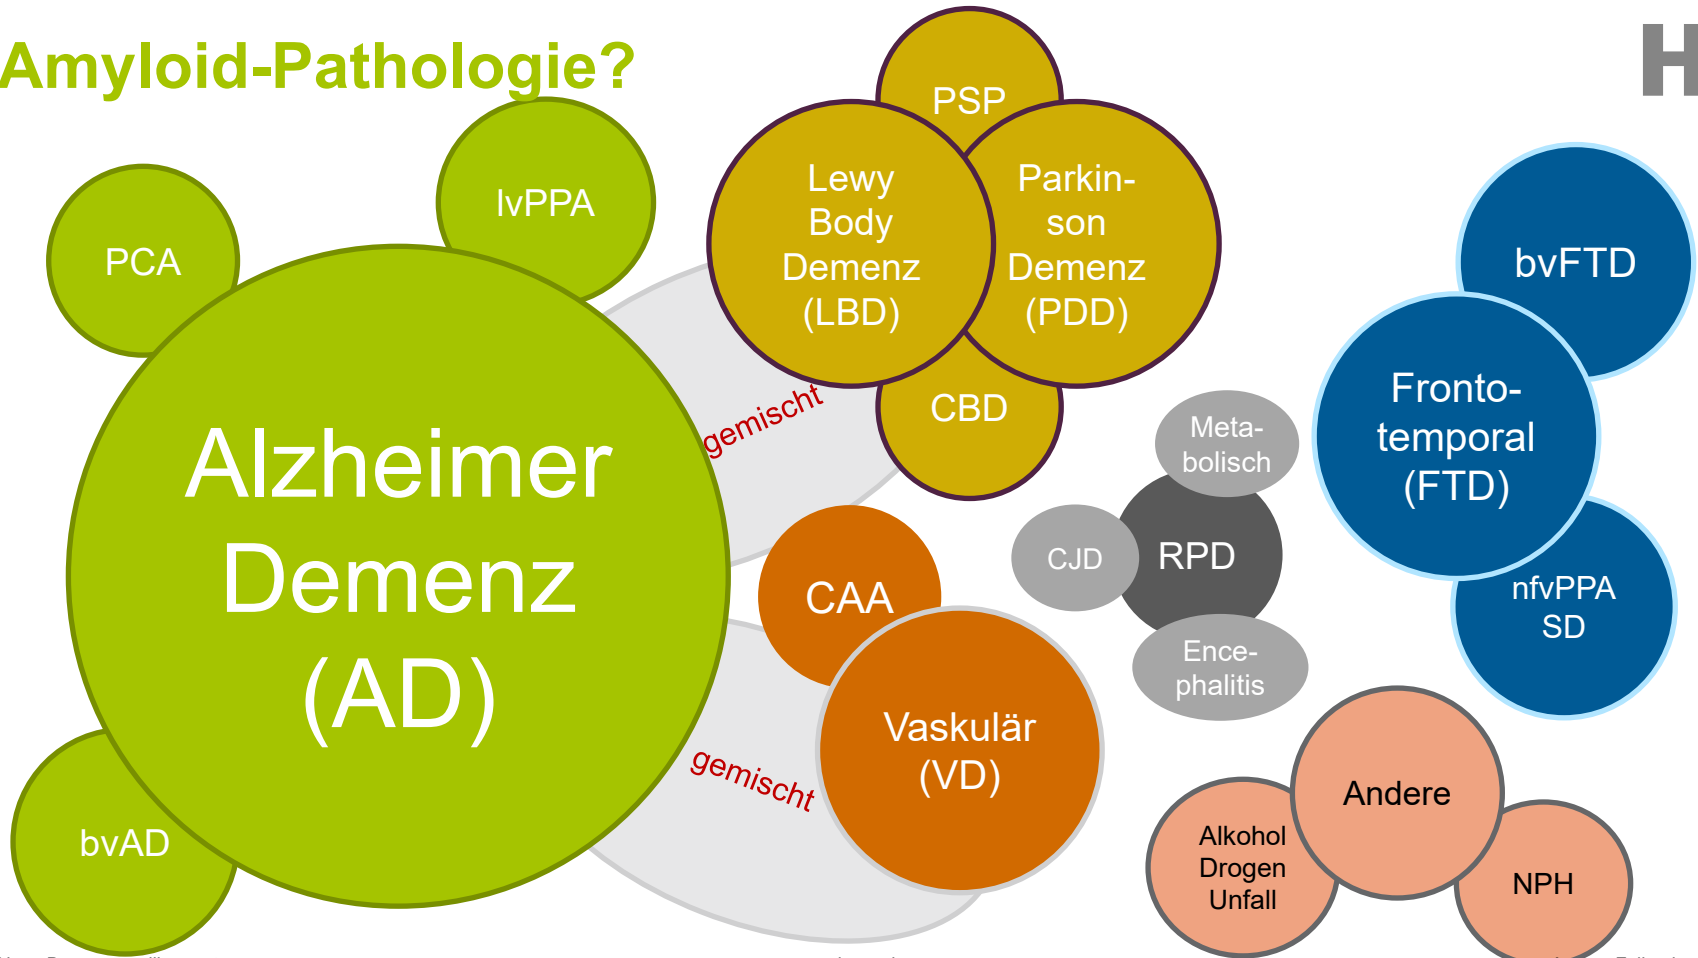 Amyloid-Pathologie?
H
PSP
lvPPA
PCA
Lewy
Body
Demenz
(LBD)
Parkin-
son
Demenz
(PDD)
bvFTD
CBD
gemischt
Alzheimer
Demenz
(AD)
Meta-
bolisch
Fronto-
temporal
(FTD)
CJD
RPD
CAA
nfvPPA
SD
Ence-
phalitis
Vaskulär
(VD)
gemischt
bvAD
Andere
Alkohol
Drogen
Unfall
NPH